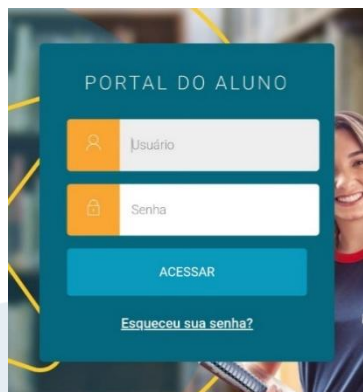 PORTAL DO ALUNO
Usuário
Senha
ACESSAR
Esqueceu sua senha?